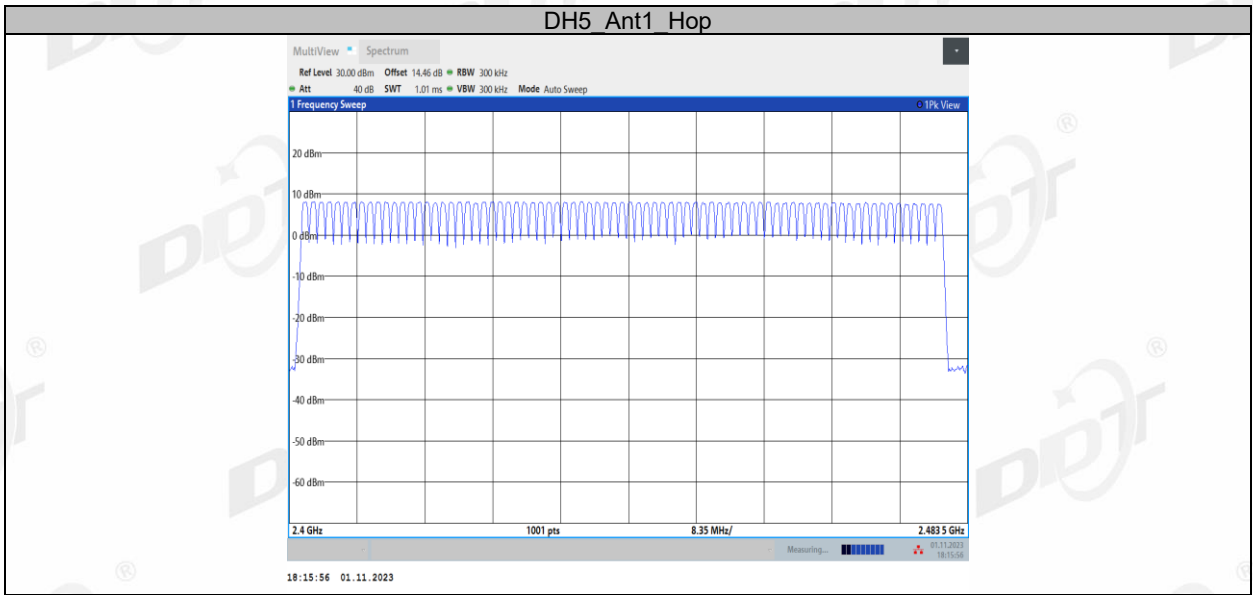 DH5_Ant1_Hop
MultiView Spectrum
Ref Level 30.00 dBm Offset 14.46 dB RBW 300 kHz
Att 40 dB SWT 1.01 ms VBW 300 kHz Mode Auto Sweep
1 Frequency Sweep 1Pk View
20 dBm
10 dBm
0 dBm
-10 dBm
-20 dBm
-30 dBm
-40 dBm
-50 dBm
-60 dBm
2.4 GHz 1001 pts 8.35 MHz/ 2.483 5 GHz
Measuring... 01.11.2023
18:15:56
18:15:56 01.11.2023
DDT ®